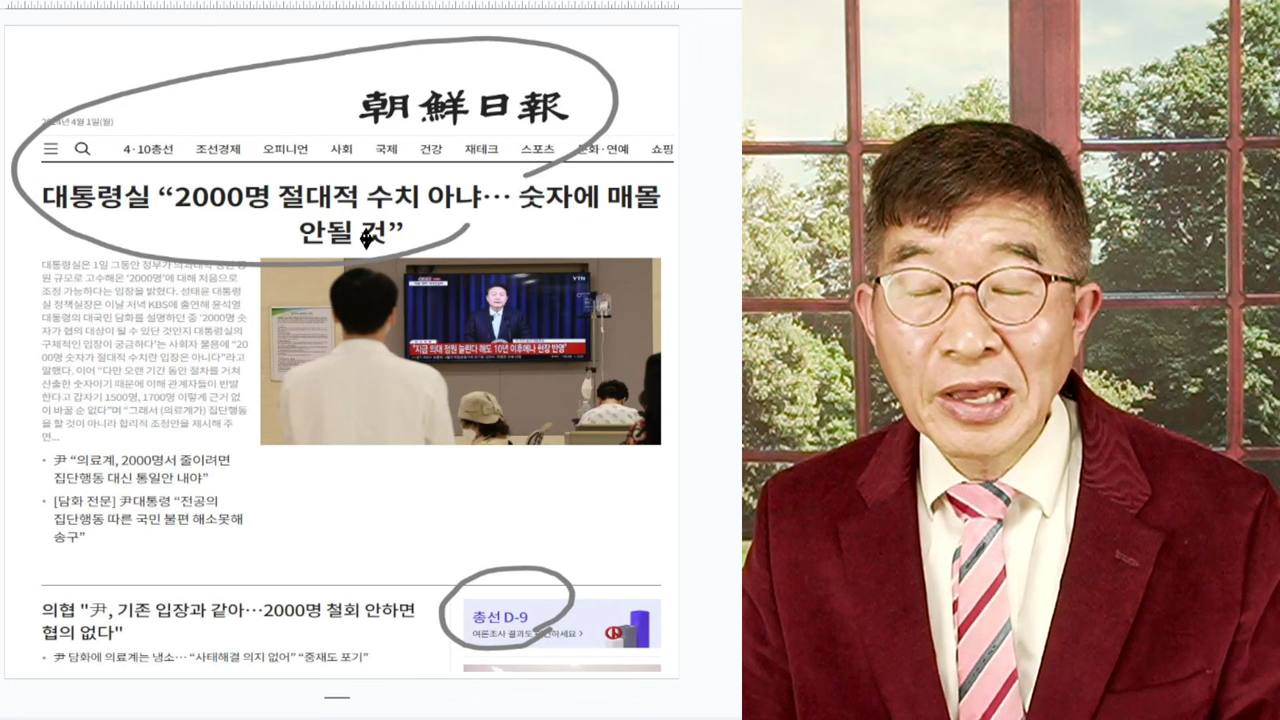 朝鮮日報
2024년 4월 1일(월)
4·10총선 조선경제 오피니언 사회 국제 건강 재테크 스포츠 문화·연예 쇼핑
대통령실 “2000명 절대적 수치 아냐… 숫자에 매몰
안될 것”
대통령실은 1일 그동안 정부가 의과대학 정원 증
원 규모로 고수해온 ‘2000명’에 대해 처음으로
조정 가능하다는 입장을 밝혔다. 성태윤 대통령
실 정책실장은 이날 저녁 KBS에 출연해 윤석열
대통령의 대국민 담화를 설명하던 중 ‘2000명 숫
자가 협의 대상이 될 수 있단 것인지 대통령실의
구체적인 입장이 궁금하다’는 사회자 물음에 “20
00명 숫자가 절대적 수치란 입장은 아니다”라고
말했다. 이어 “다만 오랜 기간 동안 절차를 거쳐
산출한 숫자이기 때문에 이해 관계자들이 반발
한다고 갑자기 1500명, 1700명 이렇게 근거 없
이 바꿀 순 없다”며 “그래서 (의료계가) 집단행동
을 할 것이 아니라 합리적 조정안을 제시해 주
면...
YTN
"지금 의대 정원 늘린다 해도 10년 이후에나 현장 반영"
• 尹 “의료계, 2000명서 줄이려면
집단행동 대신 통일안 내야”
• [담화 전문] 尹대통령 “전공의
집단행동 따른 국민 불편 해소못해
송구”
의협 "尹, 기존 입장과 같아…2000명 철회 안하면
협의 없다"
• 尹 담화에 의료계는 냉소… “사태해결 의지 없어” “중재도 포기”
총선 D-9
여론조사 결과도 확인하세요 >